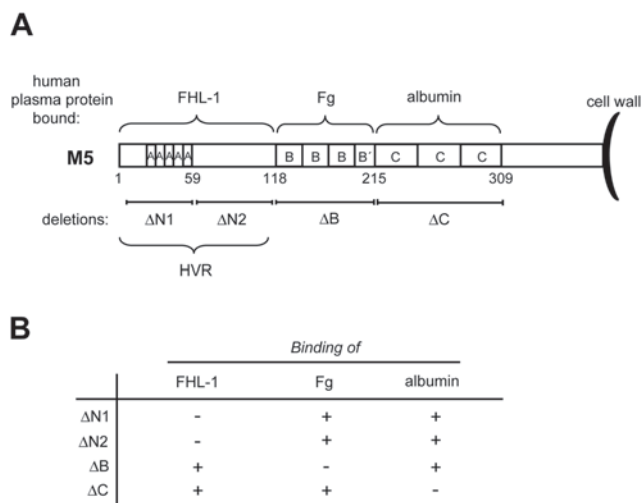 A
human
plasma protein
bound:
FHL-1
Fg
albumin
cell wall
M5
A A A A A
B B B B′
C C C
1 59 118 215 309
deletions:
ΔN1 ΔN2 ΔB ΔC
HVR
B
Binding of
FHL-1 Fg albumin
ΔN1 - + +
ΔN2 - + +
ΔB + - +
ΔC + + -